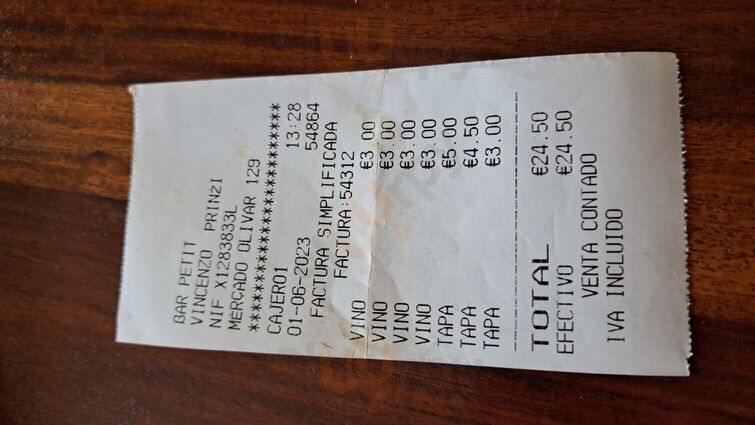 BAR PETIT
VINCENZO PRINZI
NIF X1283833L
MERCADO OLIVAR 129
******************************
CAJERO1 13:28
01-06-2023 54864
FACTURA SIMPLIFICADA
FACTURA:54312
VINO €3.00
VINO €3.00
VINO €3.00
VINO €3.00
TAPA €5.00
TAPA €4.50
TAPA €3.00
TOTAL €24.50
EFECTIVO €24.50
VENTA CONTADO
IVA INCLUIDO